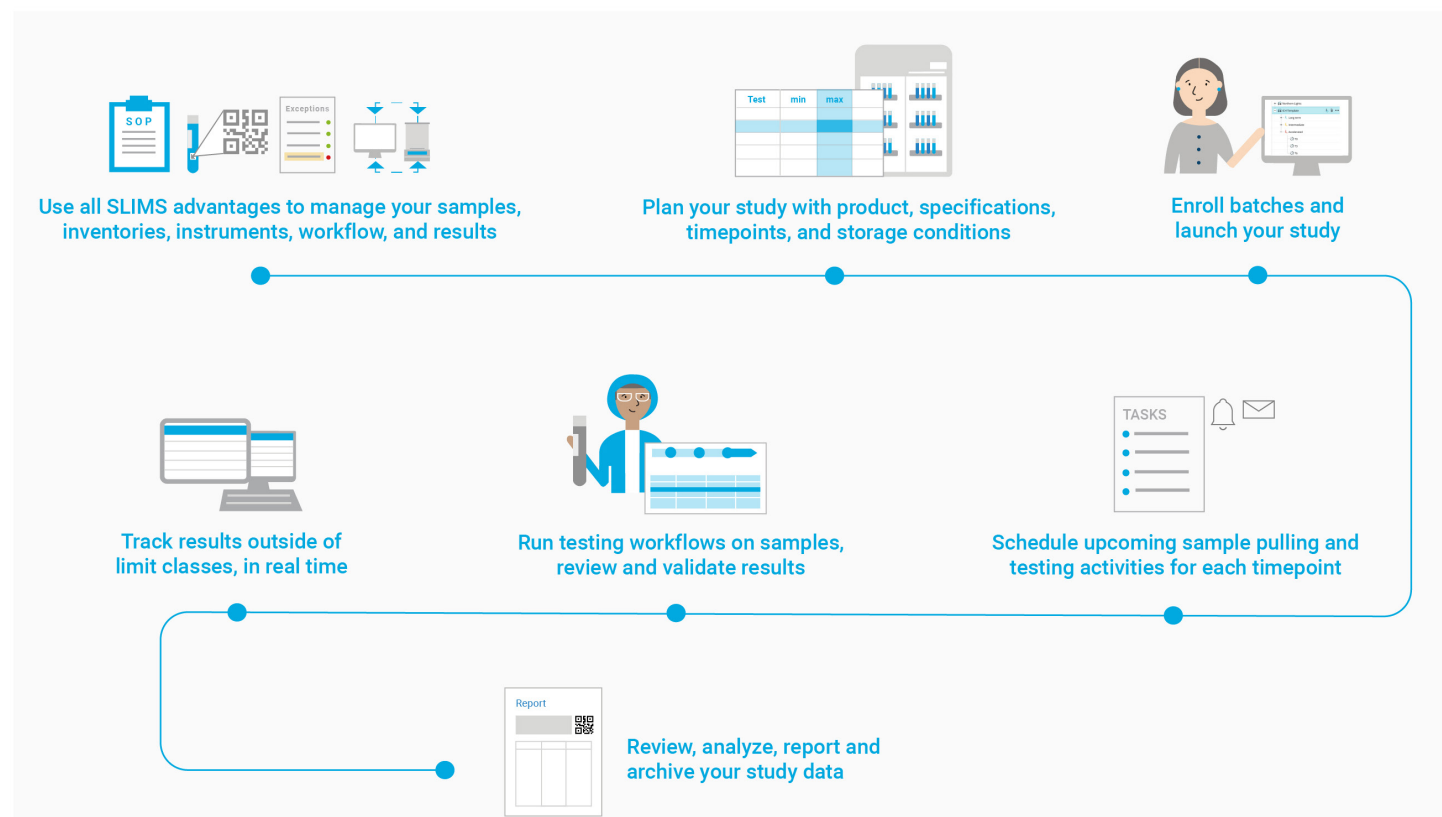 SOP
Exceptions
Use all SLIMS advantages to manage your samples,
inventories, instruments, workflow, and results
Test min max
Plan your study with product, specifications,
timepoints, and storage conditions
Enroll batches and
launch your study
Track results outside of
limit classes, in real time
Run testing workflows on samples,
review and validate results
TASKS
Schedule upcoming sample pulling and
testing activities for each timepoint
Report
Review, analyze, report and
archive your study data